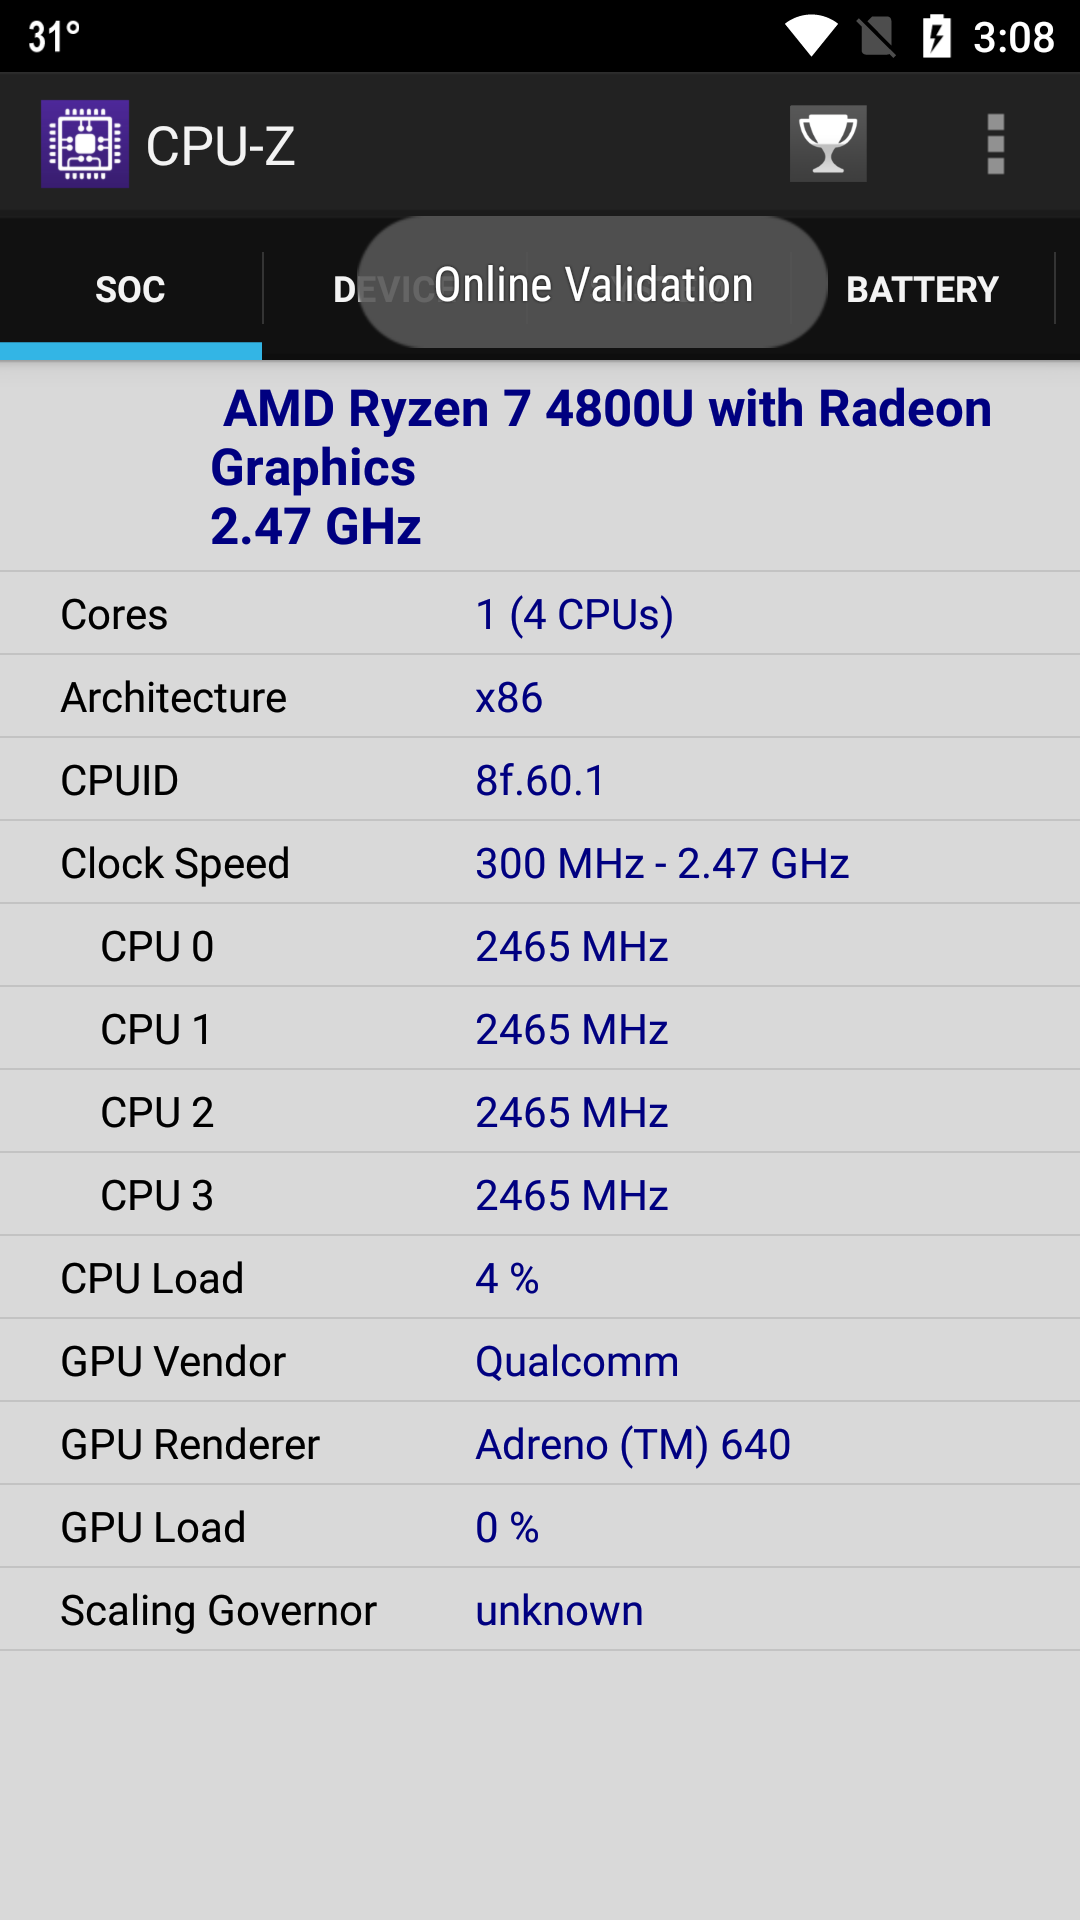 31°
3:08
CPU-Z
SOC
DEVICE
Online Validation
BATTERY
AMD Ryzen 7 4800U with Radeon
Graphics
2.47 GHz
Cores 1 (4 CPUs)
Architecture x86
CPUID 8f.60.1
Clock Speed 300 MHz - 2.47 GHz
CPU 0 2465 MHz
CPU 1 2465 MHz
CPU 2 2465 MHz
CPU 3 2465 MHz
CPU Load 4 %
GPU Vendor Qualcomm
GPU Renderer Adreno (TM) 640
GPU Load 0 %
Scaling Governor unknown